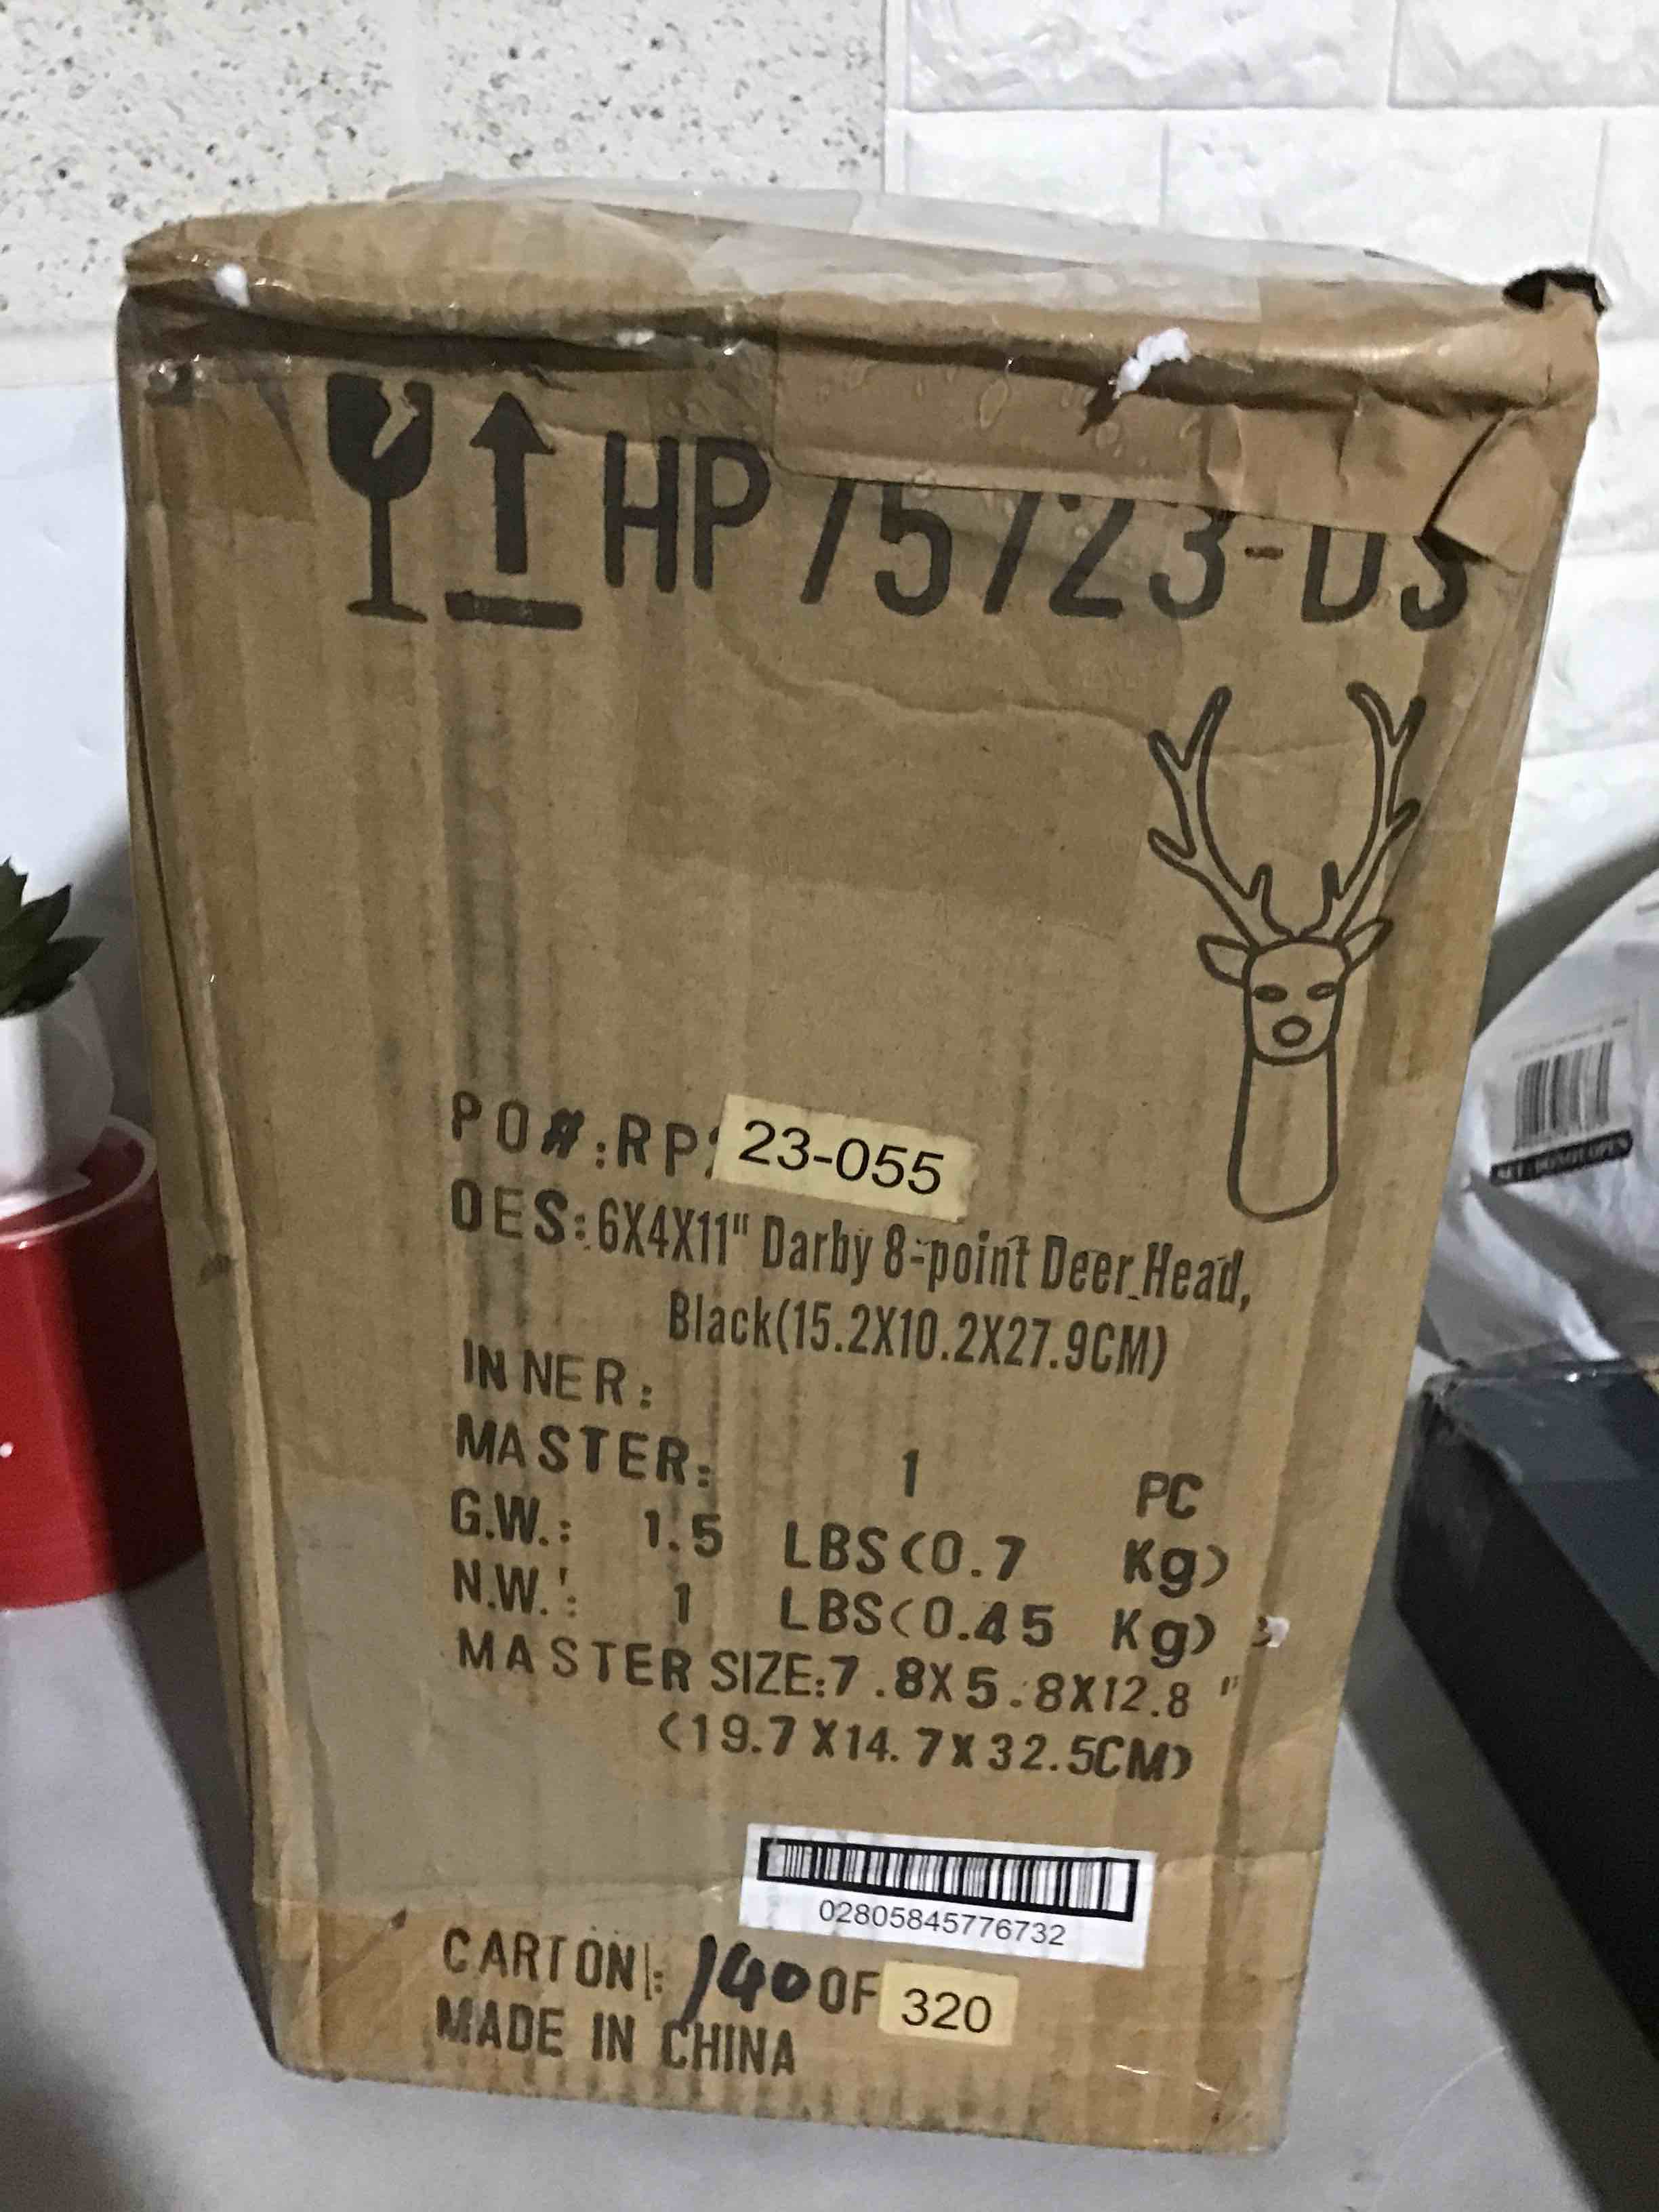 HP 75723-DS
PO#:RP 23-055
DES: 6X4X11" Darby 8-point Deer Head,
Black(15.2X10.2X27.9CM)
INNER:
MASTER: 1 PC
G.W.: 1.5 LBS(0.7 Kg)
N.W.: 1 LBS(0.45 Kg)
MASTER SIZE:7.8X5.8X12.8"
(19.7X14.7X32.5CM)
02805845776732
CARTON: 140 OF 320
MADE IN CHINA